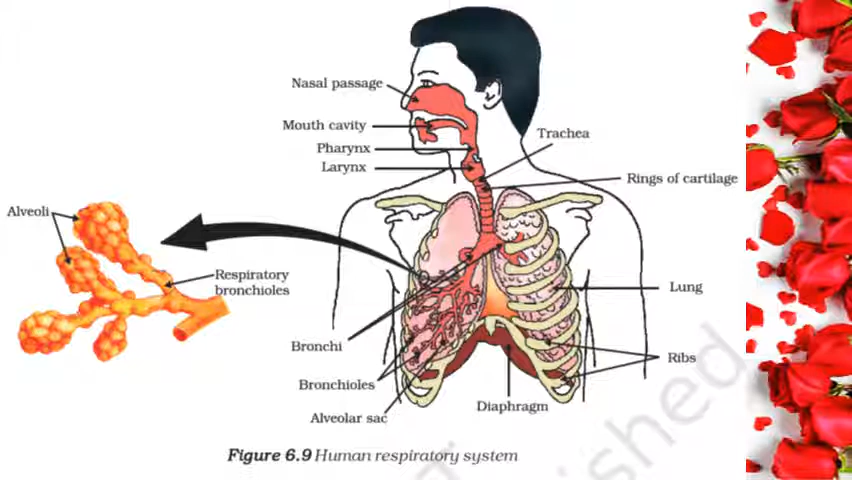 Nasal passage
Mouth cavity
Pharynx
Larynx
Trachea
Rings of cartilage
Alveoli
Respiratory
bronchioles
Lung
Bronchi
Ribs
Bronchioles
Diaphragm
Alveolar sac
Figure 6.9 Human respiratory system